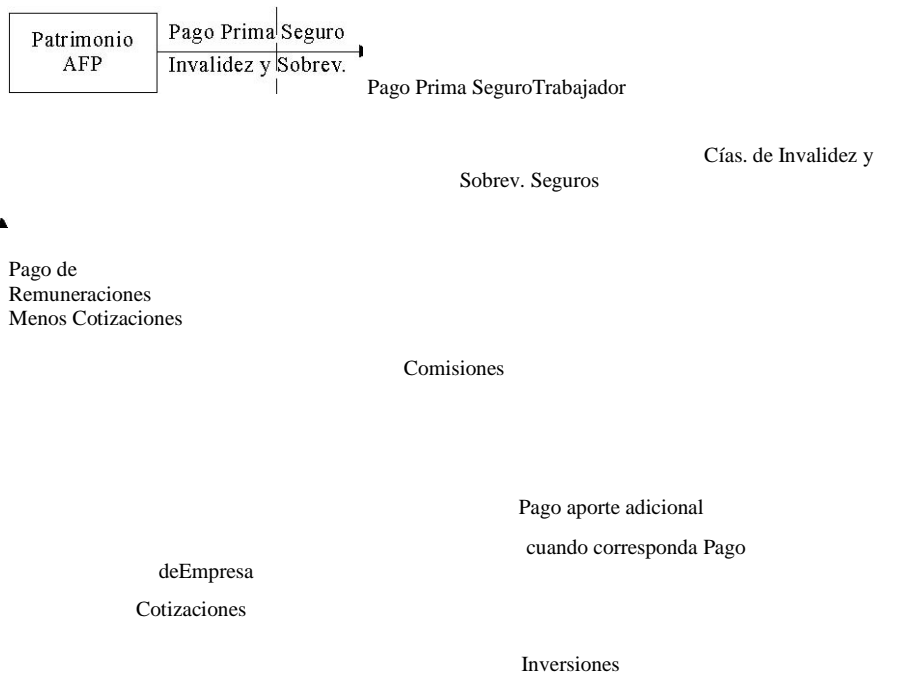 Patrimonio
AFP
Pago Prima Seguro
Invalidez y Sobrev.
Pago Prima SeguroTrabajador
Cías. de Invalidez y
Sobrev. Seguros
Pago de
Remuneraciones
Menos Cotizaciones
Comisiones
Pago aporte adicional
cuando corresponda Pago
deEmpresa
Cotizaciones
Inversiones